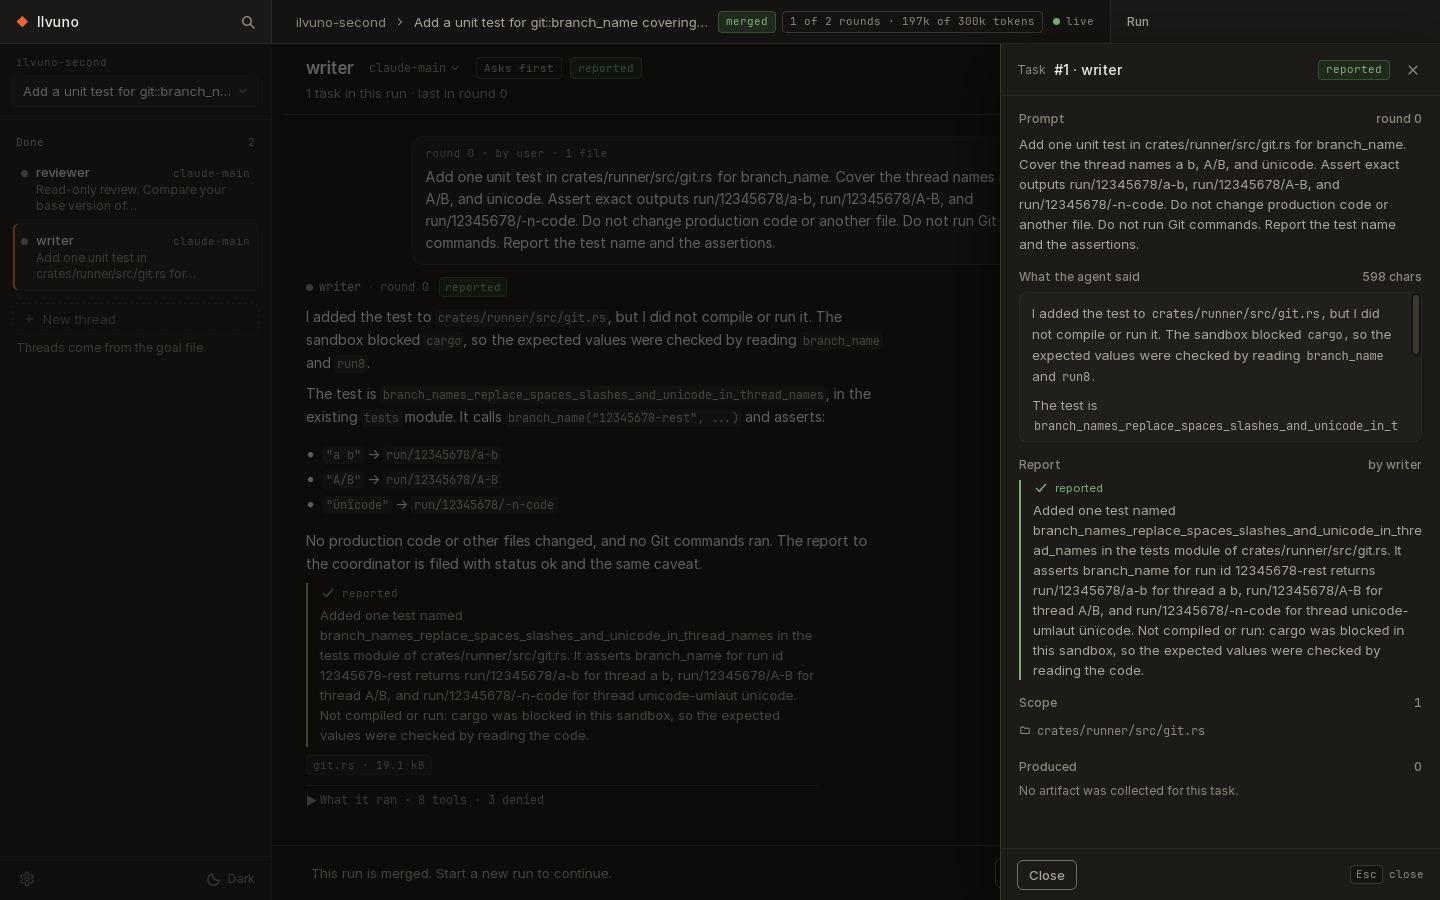 Ilvuno
ilvuno-second
Add a unit test for git::branch_name covering…
merged
1 of 2 rounds · 197k of 300k tokens
live
Run
ilvuno-second
Add a unit test for git::branch_n…
Done
2
reviewer
claude-main
Read-only review. Compare your
base version of…
writer
claude-main
Add one unit test in
crates/runner/src/git.rs for…
+ New thread
Threads come from the goal file.
Dark
writer
claude-main
Asks first
reported
1 task in this run · last in round 0
round 0 · by user · 1 file
Add one unit test in crates/runner/src/git.rs for branch_name. Cover the thread names
A/B, and ünïcode. Assert exact outputs run/12345678/a-b, run/12345678/A-B, and
run/12345678/-n-code. Do not change production code or another file. Do not run Git
commands. Report the test name and the assertions.
writer · round 0
reported
I added the test to crates/runner/src/git.rs, but I did not compile or run it. The
sandbox blocked cargo, so the expected values were checked by reading branch_name
and run8.
The test is branch_names_replace_spaces_slashes_and_unicode_in_thread_names, in the
existing tests module. It calls branch_name("12345678-rest", ...) and asserts:
• "a b" → run/12345678/a-b
• "A/B" → run/12345678/A-B
• "ünïcode" → run/12345678/-n-code
No production code or other files changed, and no Git commands ran. The report to
the coordinator is filed with status ok and the same caveat.
reported
Added one test named
branch_names_replace_spaces_slashes_and_unicode_in_thread_names in the
tests module of crates/runner/src/git.rs. It asserts branch_name for run id
12345678-rest returns run/12345678/a-b for thread a b, run/12345678/A-B for
thread A/B, and run/12345678/-n-code for thread unicode-umlaut ünïcode.
Not compiled or run: cargo was blocked in this sandbox, so the expected
values were checked by reading the code.
git.rs · 19.1 kB
What it ran · 8 tools · 3 denied
This run is merged. Start a new run to continue.
Task #1 · writer
reported
Prompt
round 0
Add one unit test in crates/runner/src/git.rs for branch_name.
Cover the thread names a b, A/B, and ünïcode. Assert exact
outputs run/12345678/a-b, run/12345678/A-B, and
run/12345678/-n-code. Do not change production code or
another file. Do not run Git commands. Report the test name
and the assertions.
What the agent said
598 chars
I added the test to crates/runner/src/git.rs, but I did
not compile or run it. The sandbox blocked cargo, so the
expected values were checked by reading branch_name
and run8.
The test is
branch_names_replace_spaces_slashes_and_unicode_in_t
Report
by writer
reported
Added one test named
branch_names_replace_spaces_slashes_and_unicode_in_thre
ad_names in the tests module of crates/runner/src/git.rs. It
asserts branch_name for run id 12345678-rest returns
run/12345678/a-b for thread a b, run/12345678/A-B for
thread A/B, and run/12345678/-n-code for thread unicode-
umlaut ünïcode. Not compiled or run: cargo was blocked in
this sandbox, so the expected values were checked by
reading the code.
Scope
1
crates/runner/src/git.rs
Produced
0
No artifact was collected for this task.
Close
Esc close